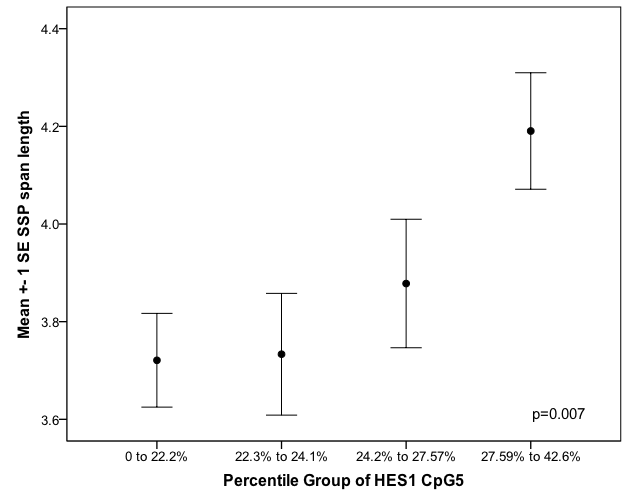 Mean +- 1 SE SSP span length
4.4
4.2
4.0
3.8
3.6
p=0.007
0 to 22.2%
22.3% to 24.1%
24.2% to 27.57%
27.59% to 42.6%
Percentile Group of HES1 CpG5